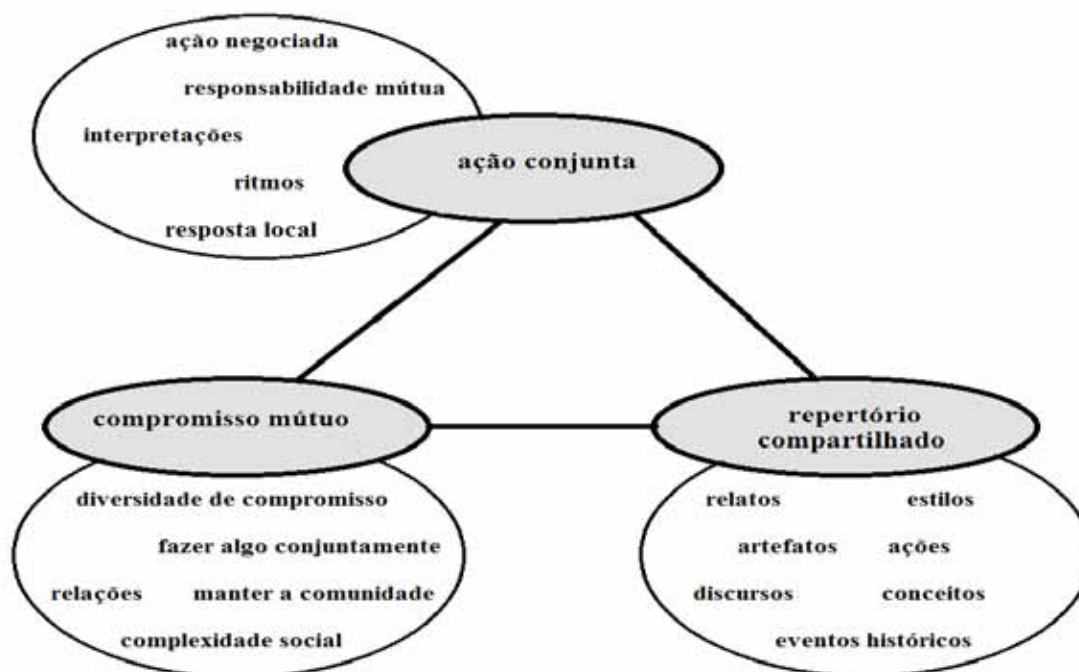 ação negociada
responsabilidade mútua
interpretações
ritmos
resposta local
ação conjunta
compromisso mútuo
diversidade de compromisso
fazer algo conjuntamente
relações manter a comunidade
complexidade social
repertório
compartilhado
relatos estilos
artefatos ações
discursos conceitos
eventos históricos